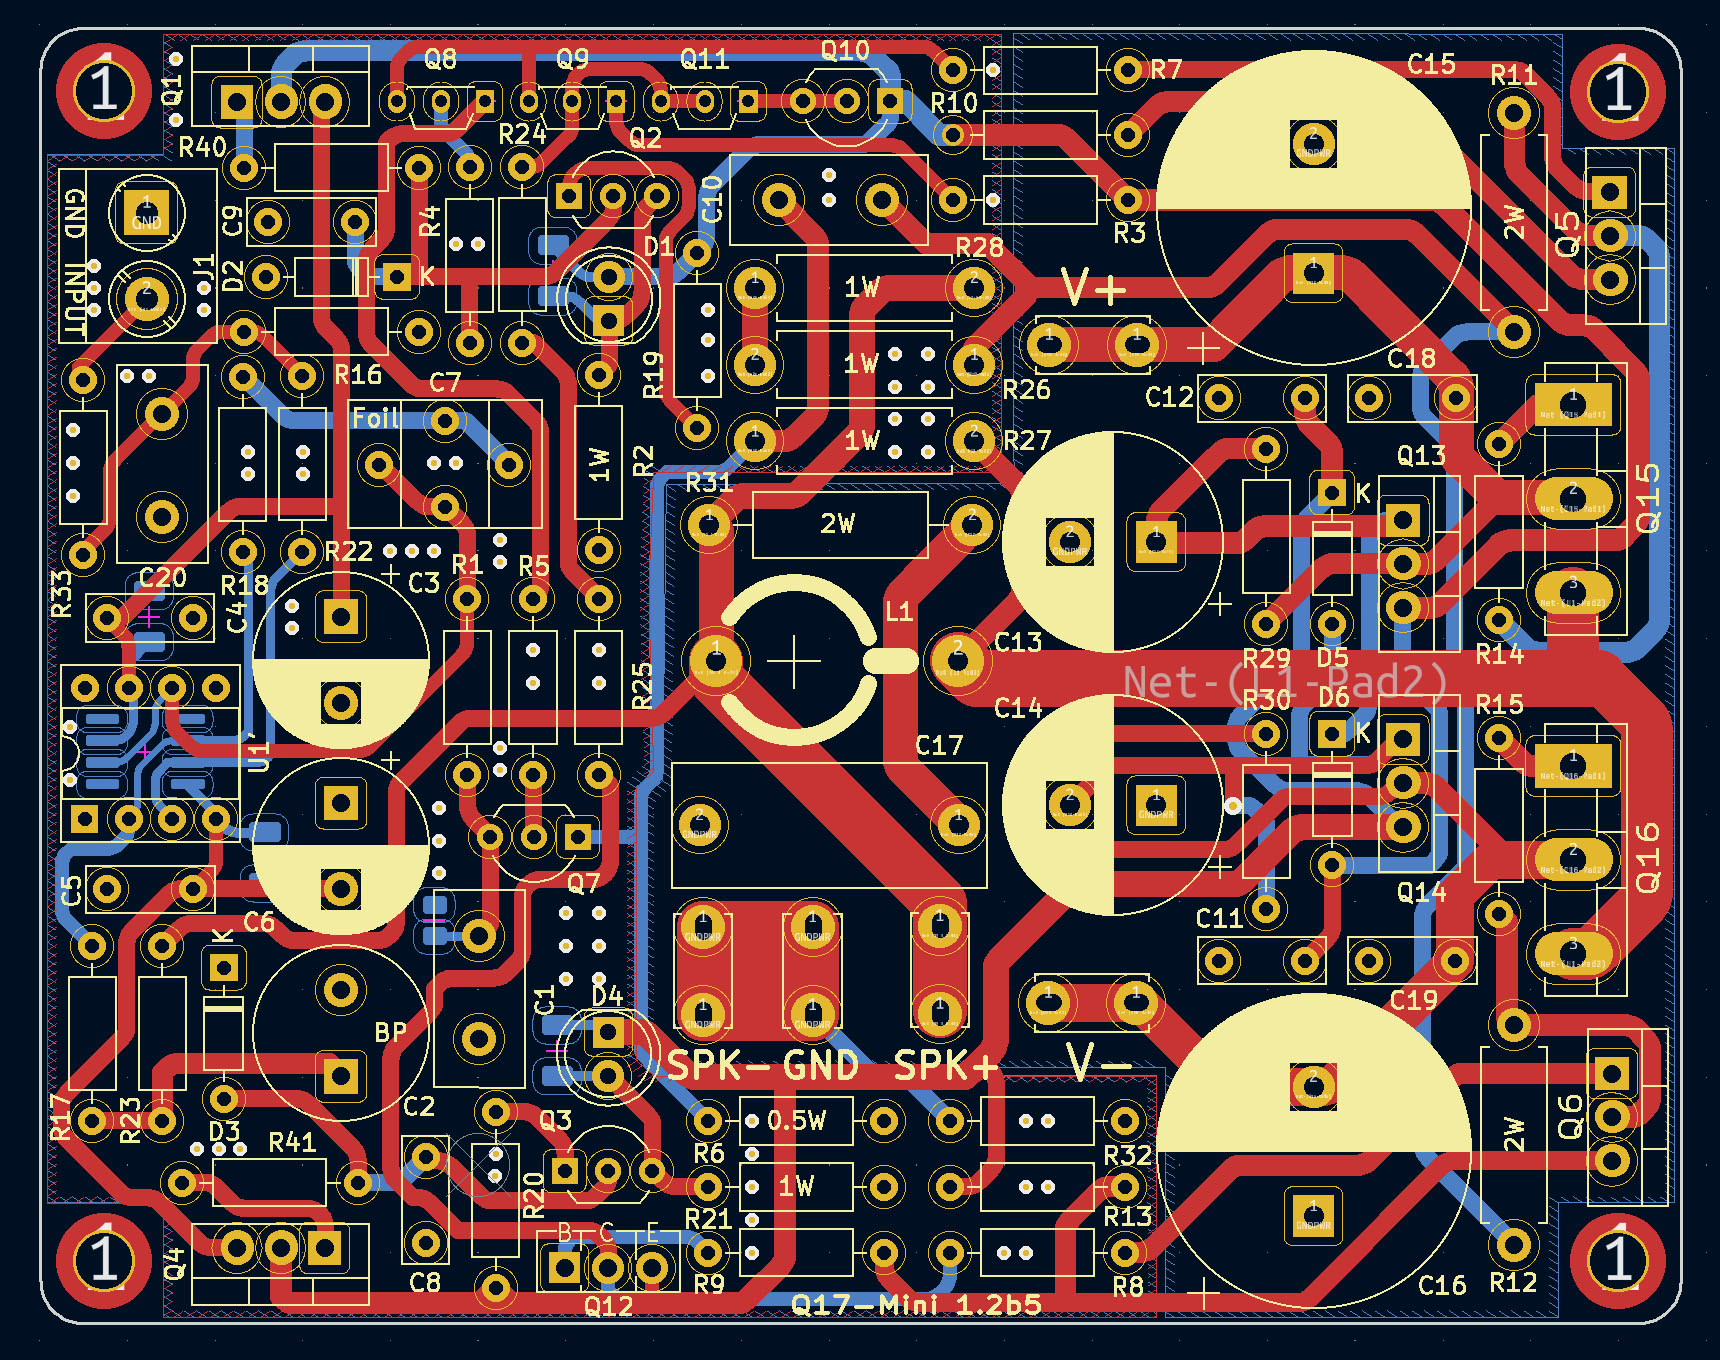 1
1
Q1
Q8
Q9
Q11
Q10
C15
R7
R11
R10
R24
Q2
R40
GND
INPUT
J1
1
GND
2
C9
D2
K
R4
D1
C10
R28
R3
2
GNDPWR
2W
Q5
1W
V+
R19
R26
1W
C12
C18
R16
C7
Foil
R2
1W
1W
R27
R31
Q13
K
Q15
2W
R33
C20
R18
R22
C3
R1
R5
C4
L1
C13
R29
D5
R14
Net-(L1-Pad2)
R25
C14
R30
D6
R15
K
U1
C17
Q16
C5
C6
Q7
Q14
C11
C19
K
BP
C1
D4
SPK-
GND
SPK+
V-
R17
R23
D3
C2
R41
Q3
R20
0.5W
R6
R32
1W
R21
R13
2W
Q6
Q4
C8
B
C
E
Q12
R9
R8
C16
R12
Q17-Mini 1.2b5
1
1